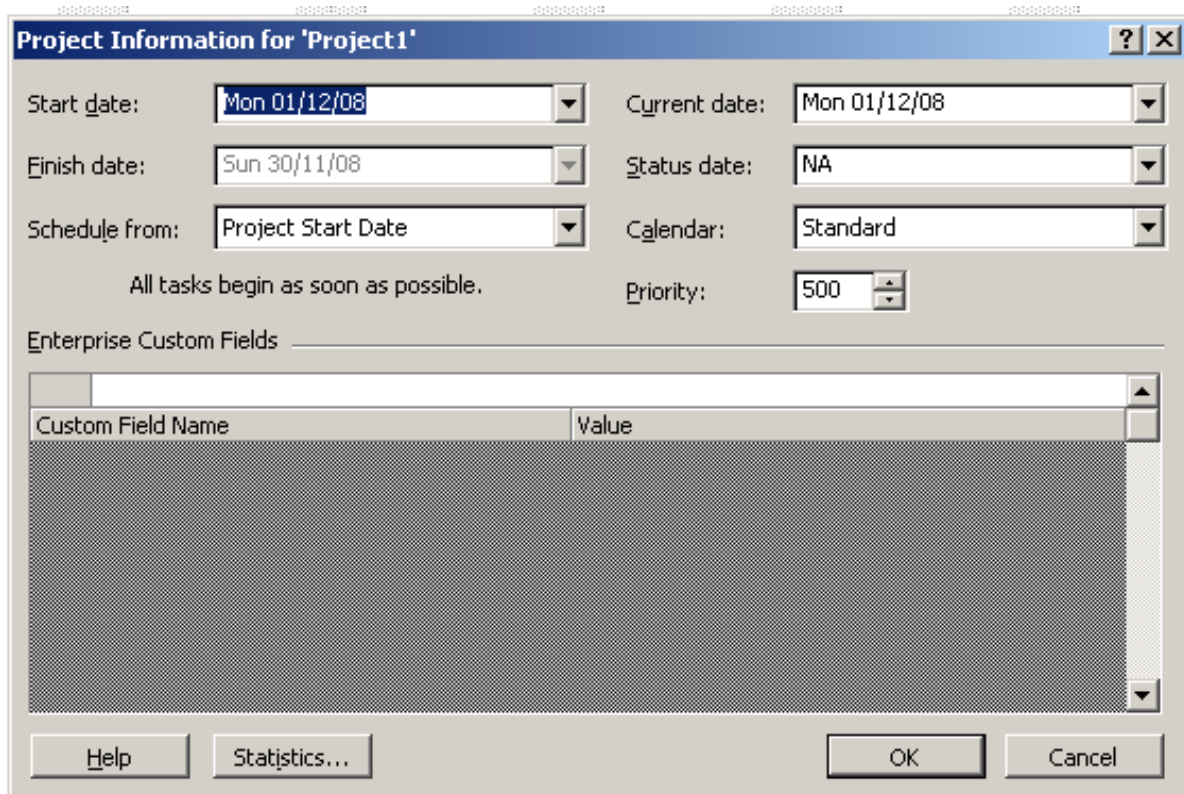 Project Information for 'Project1'
Start date: Mon 01/12/08 Current date: Mon 01/12/08
Finish date: Sun 30/11/08 Status date: NA
Schedule from: Project Start Date Calendar: Standard
All tasks begin as soon as possible. Priority: 500
Enterprise Custom Fields
Custom Field Name Value
Help Statistics... OK Cancel